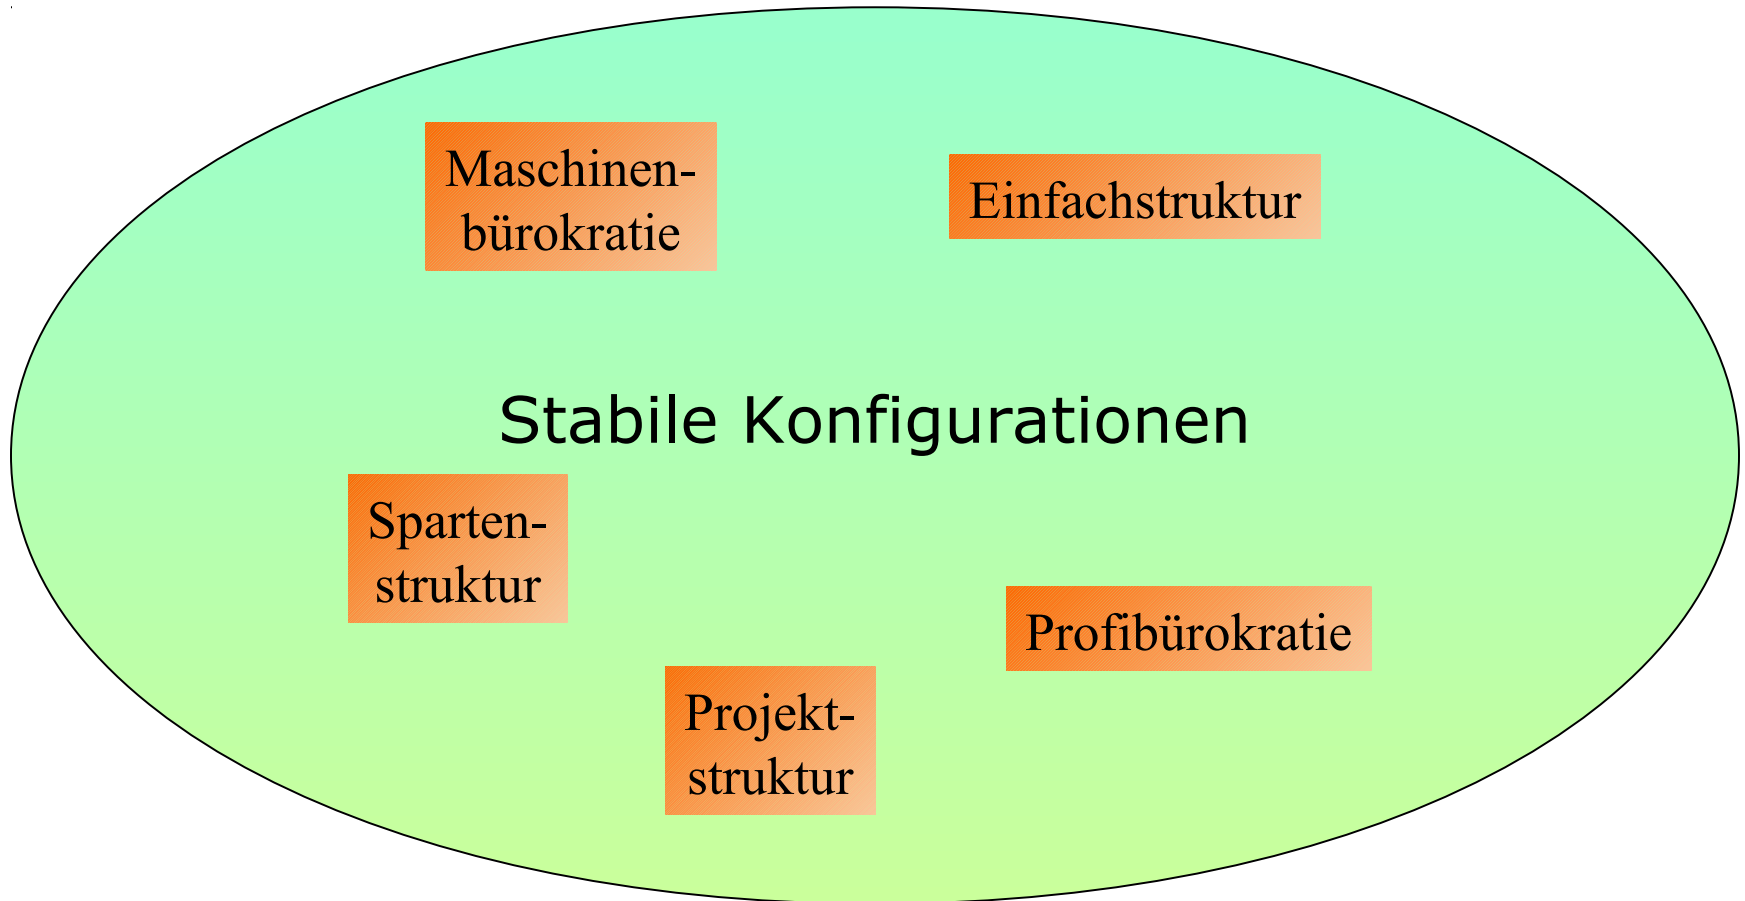 Maschinen-
bürokratie
Einfachstruktur
Stabile Konfigurationen
Sparten-
struktur
Profibürokratie
Projekt-
struktur